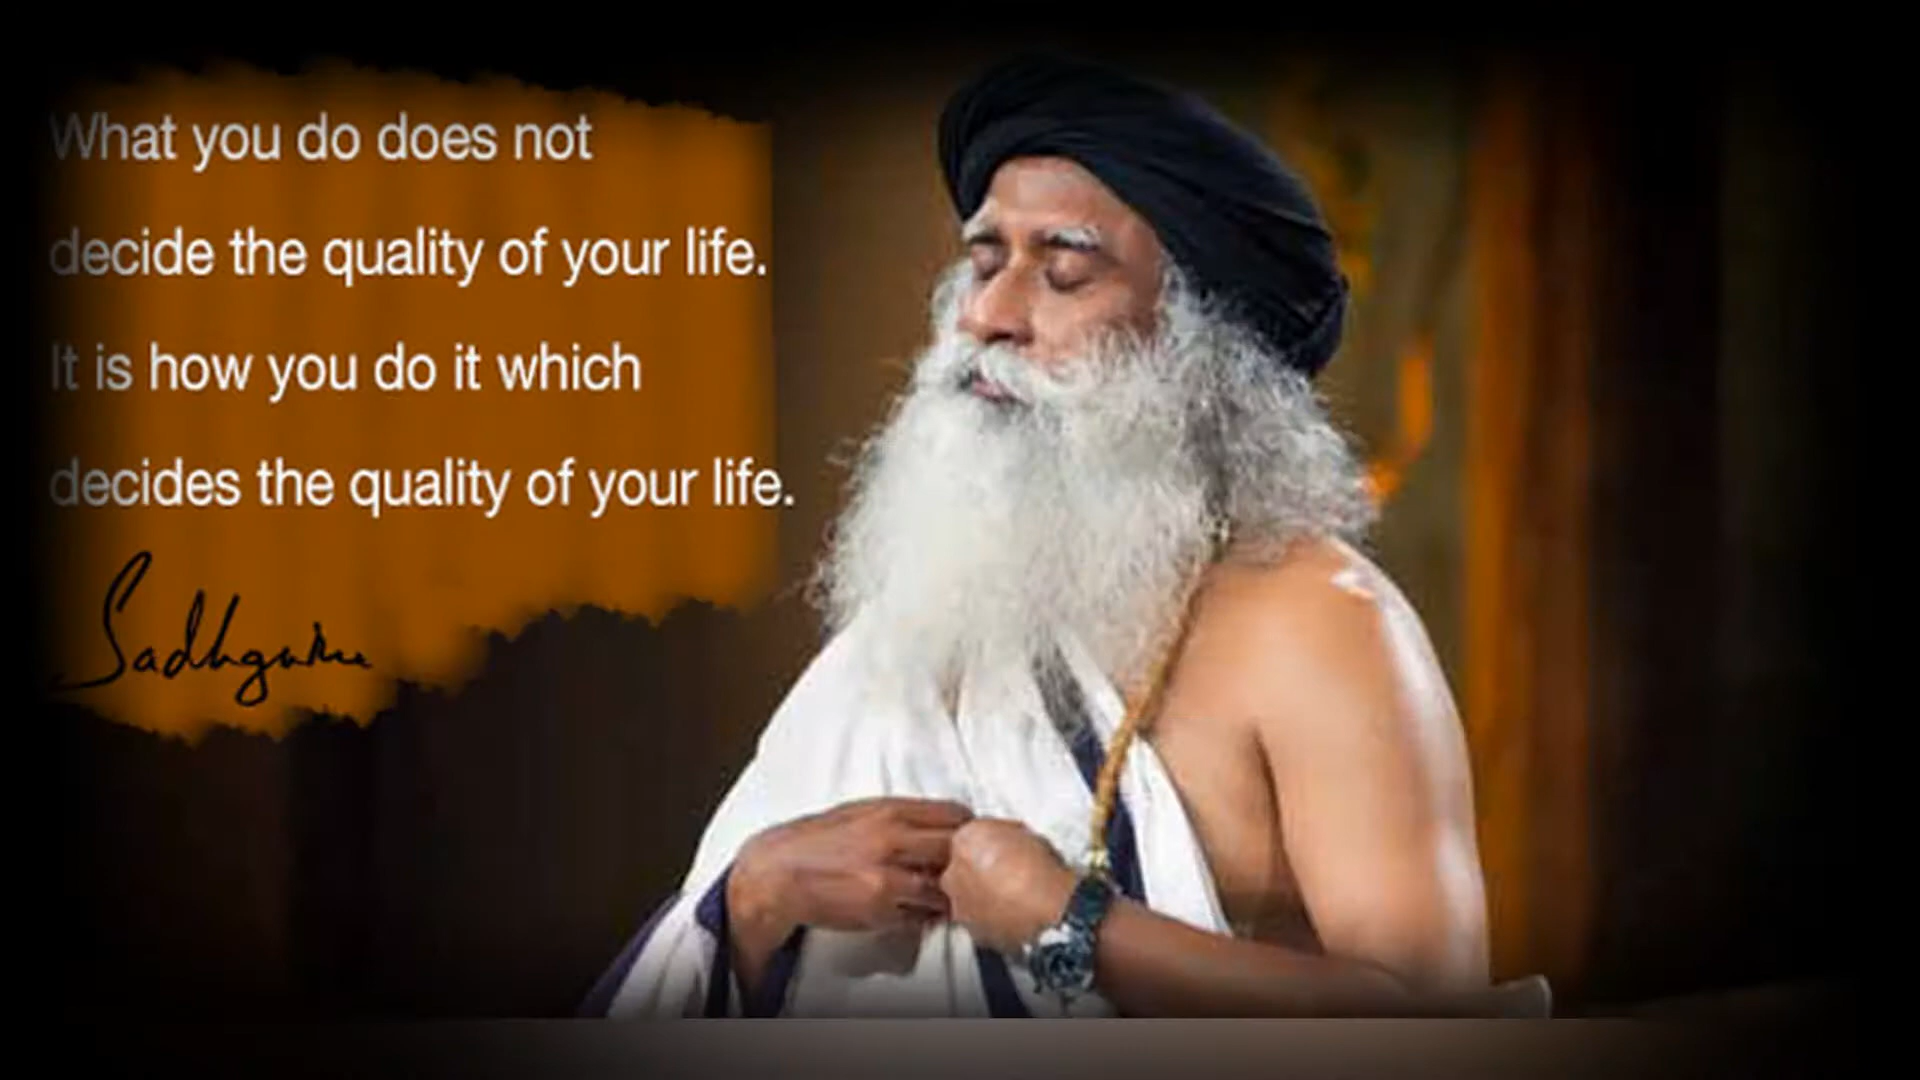 What you do does not
decide the quality of your life.
It is how you do it which
decides the quality of your life.
Sadhguru